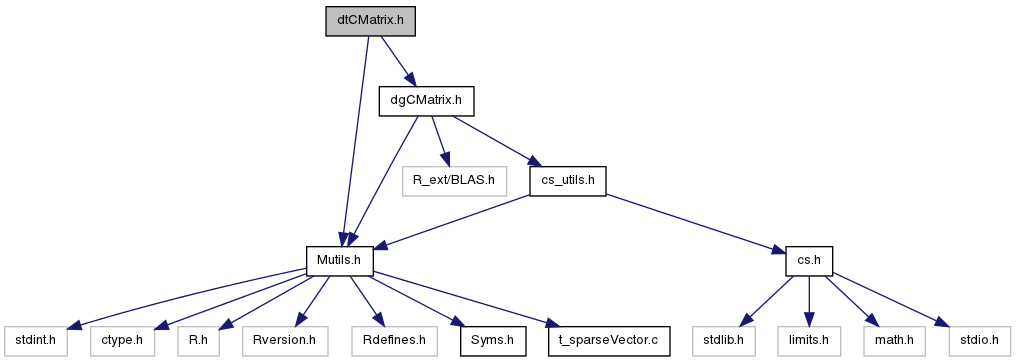 dtCMatrix.h
dgCMatrix.h
R_ext/BLAS.h
cs_utils.h
Mutils.h
cs.h
stdint.h
ctype.h
R.h
Rversion.h
Rdefines.h
Syms.h
t_sparseVector.c
stdlib.h
limits.h
math.h
stdio.h